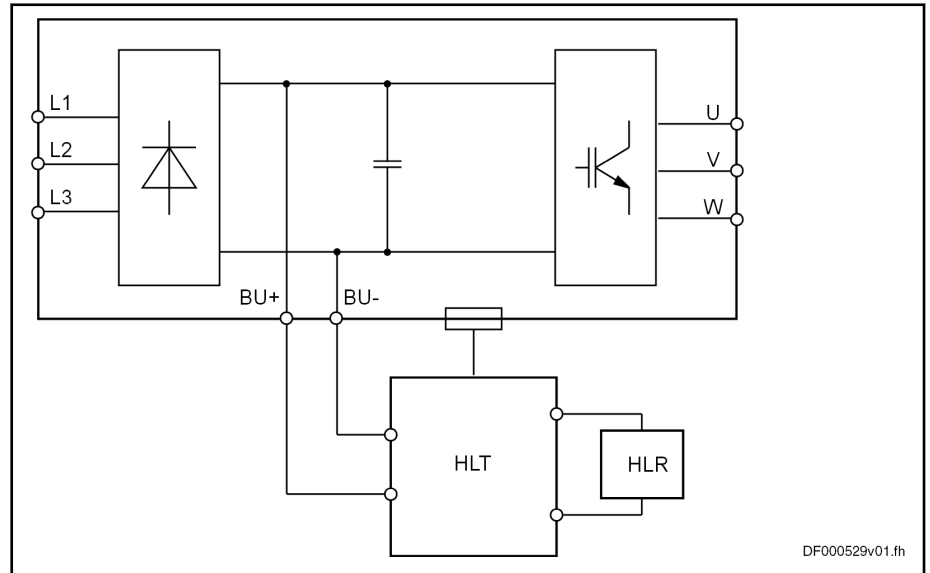 L1
L2
L3
U
V
W
BU+
BU-
HLT
HLR
DF000529v01.fh